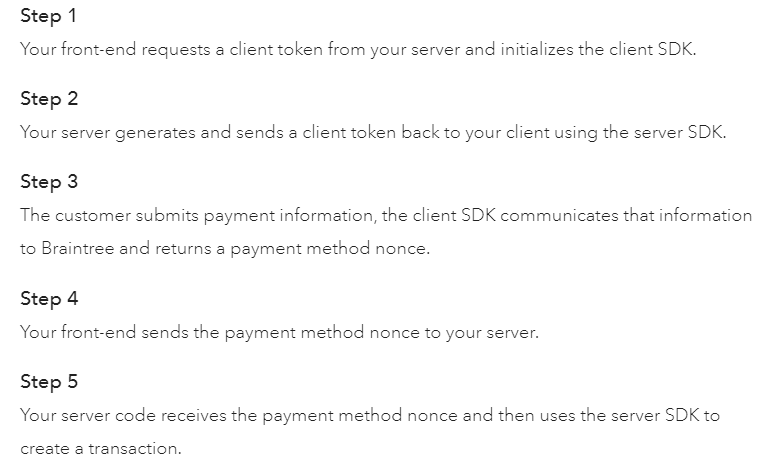 Step 1
Your front-end requests a client token from your server and initializes the client SDK.
Step 2
Your server generates and sends a client token back to your client using the server SDK.
Step 3
The customer submits payment information, the client SDK communicates that information
to Braintree and returns a payment method nonce.
Step 4
Your front-end sends the payment method nonce to your server.
Step 5
Your server code receives the payment method nonce and then uses the server SDK to
create a transaction.